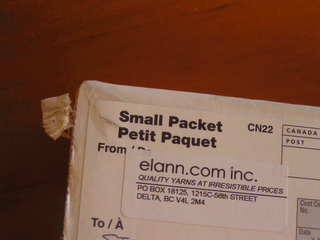 Small Packet CN22
Petit Paquet
CANADA
POST
From
elann.com inc.
QUALITY YARNS AT IRRESISTIBLE PRICES
PO BOX 18125, 1215C-56th STREET
DELTA, BC V4L 2M4
To / À